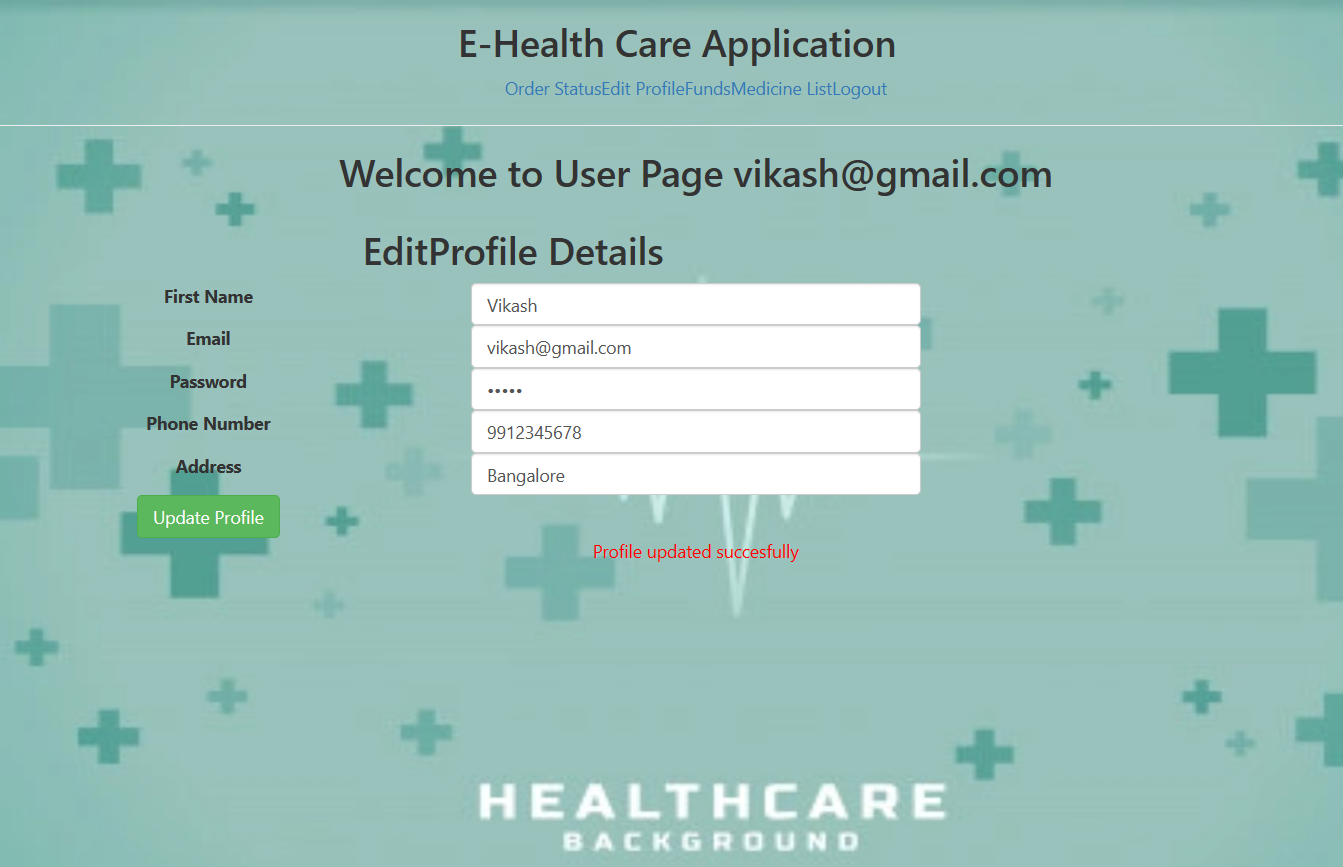 E-Health Care Application
Order StatusEdit ProfileFundsMedicine ListLogout
Welcome to User Page vikash@gmail.com
EditProfile Details
First Name
Vikash
Email
vikash@gmail.com
Password
•••••
Phone Number
9912345678
Address
Bangalore
Update Profile
Profile updated succesfully
HEALTHCARE
BACKGROUND